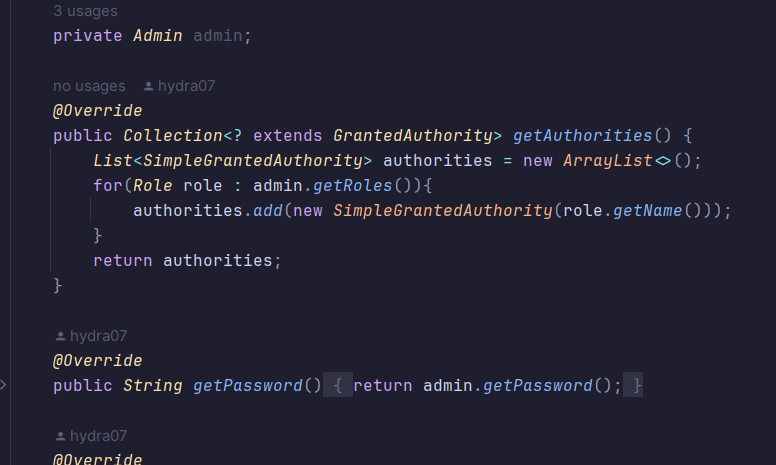 3 usages
private Admin admin;
no usages hydra07
@Override
public Collection<? extends GrantedAuthority> getAuthorities() {
List<SimpleGrantedAuthority> authorities = new ArrayList<>();
for(Role role : admin.getRoles()){
authorities.add(new SimpleGrantedAuthority(role.getName()));
}
return authorities;
}
hydra07
@Override
public String getPassword() { return admin.getPassword(); }
hydra07
@Override